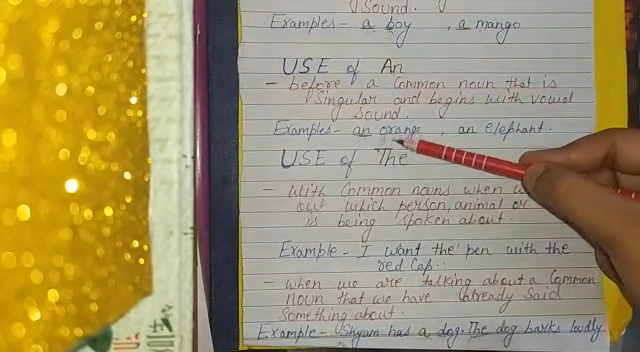 Sound.
Examples - a boy , a mango
USE of An
- before a Common noun that is
Singular and begins with vowel
Sound.
Examples - an orange , an elephant.
USE of The
- with Common nouns when
out which person, animal or
is being spoken about.
Example - I want the pen with the
red Cap.
- when we are talking about a Common
noun that we have already said
something about.
Example - Shyam has a dog. The dog barks loudly